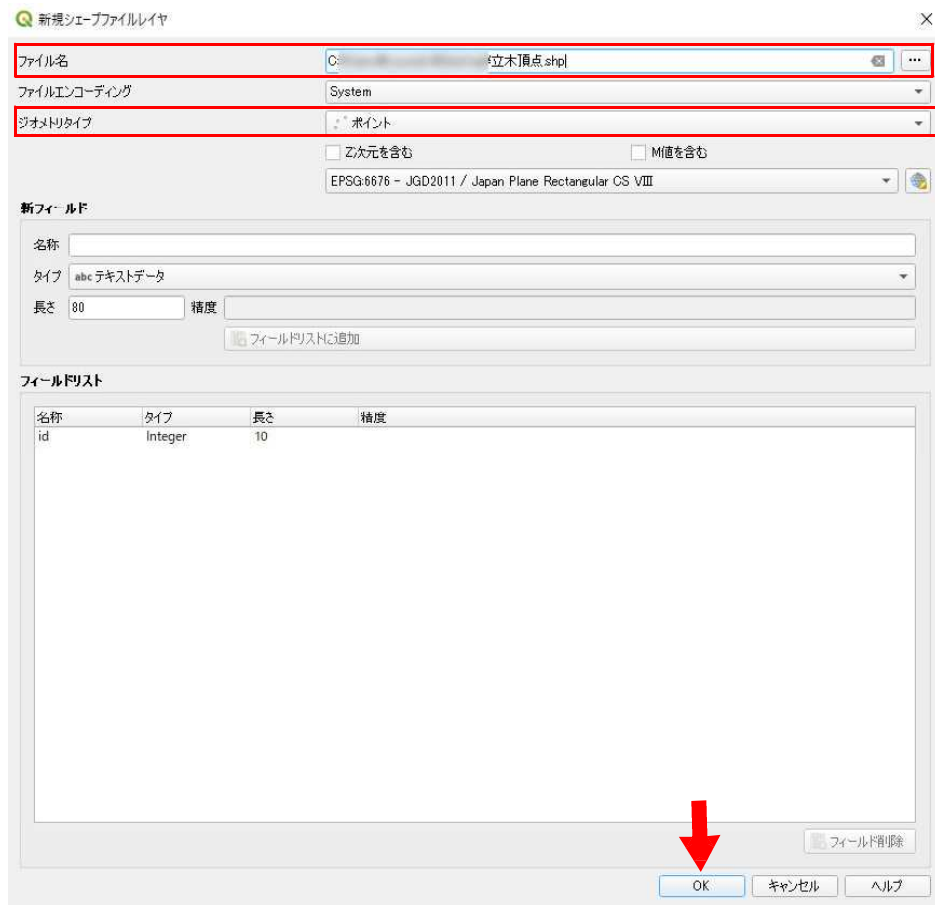 新規シェープファイルレイヤ
ファイル名 C: 立木頂点.shp
ファイルエンコーディング System
ジオメトリタイプ ポイント
Z次元を含む M値を含む
EPSG:6676 - JGD2011 / Japan Plane Rectangular CS VIII
新フィールド
名称
タイプ abc テキストデータ
長さ 80 精度
フィールドリストに追加
フィールドリスト
名称 タイプ 長さ 精度
id Integer 10
フィールド削除
OK キャンセル ヘルプ